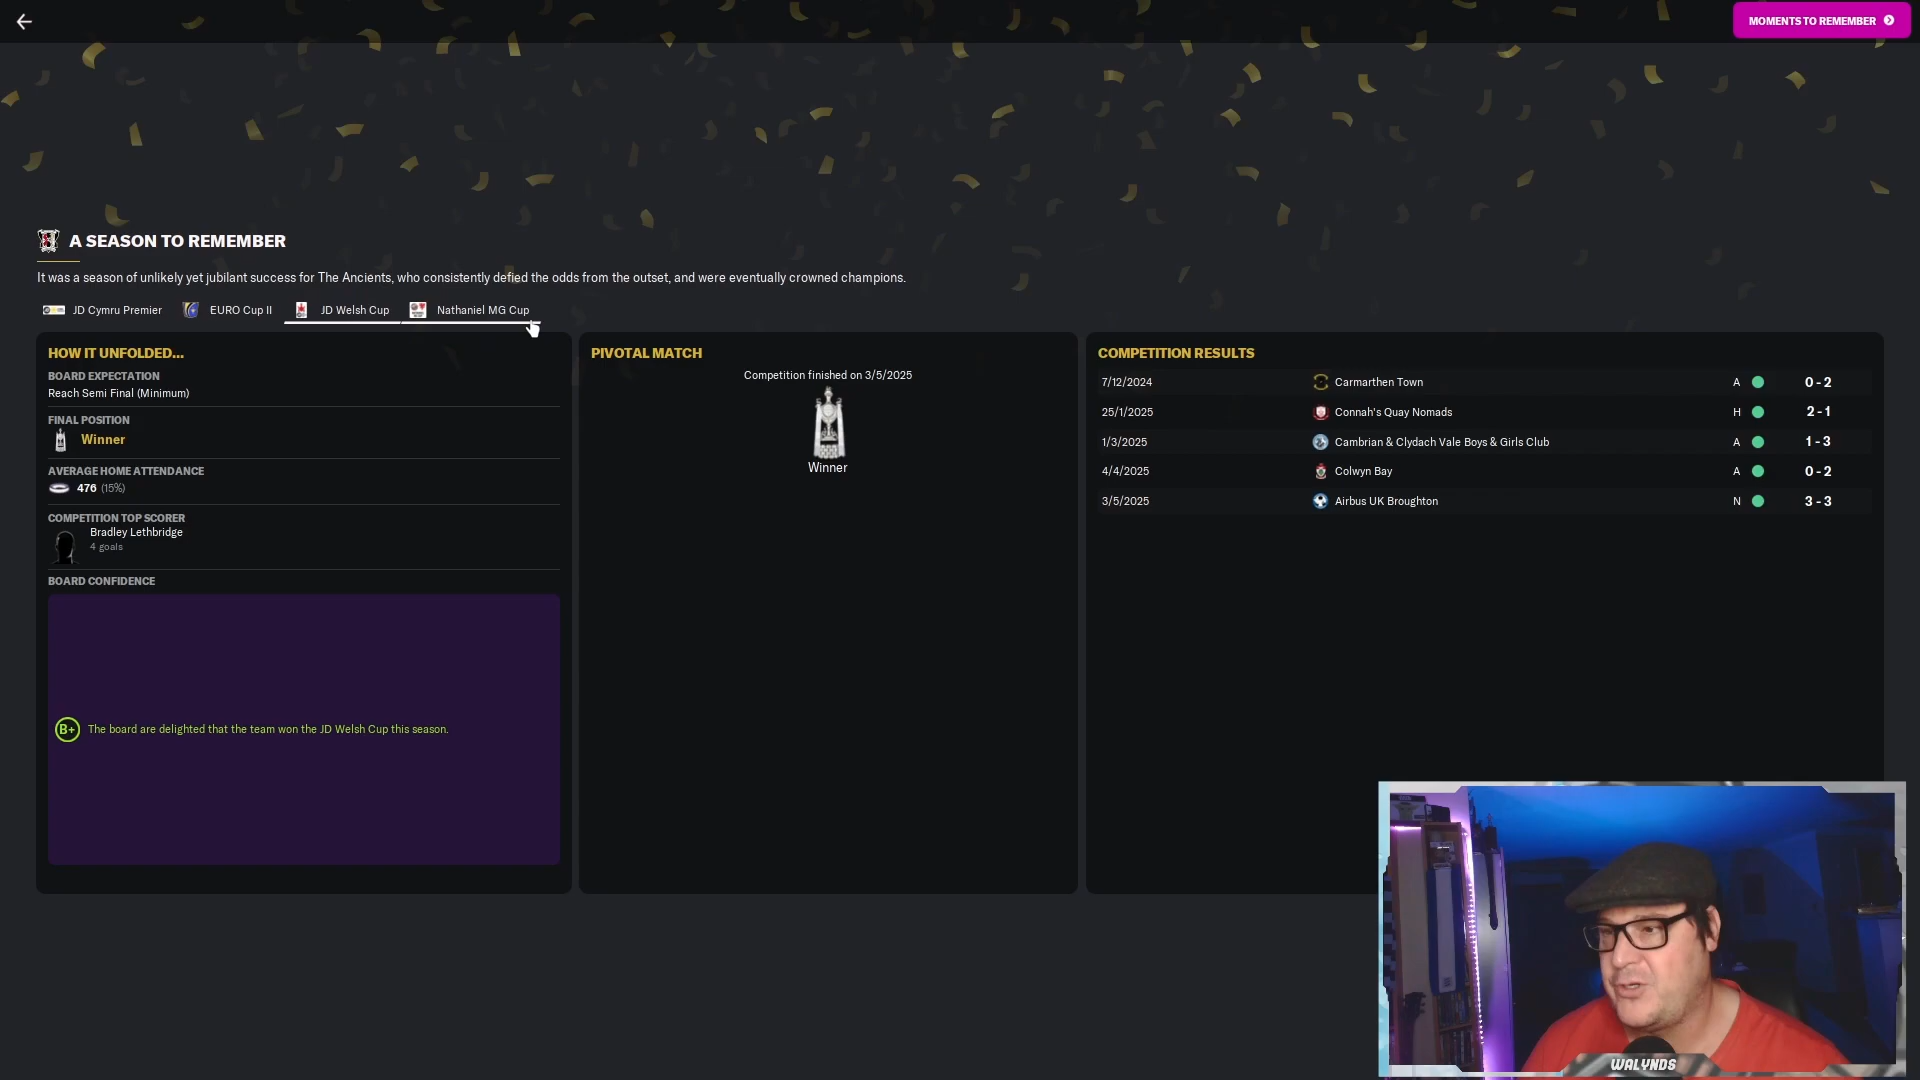 MOMENTS TO REMEMBER
A SEASON TO REMEMBER
It was a season of unlikely yet jubilant success for The Ancients, who consistently defied the odds from the outset, and were eventually crowned champions.
JD Cymru Premier EURO Cup II JD Welsh Cup Nathaniel MG Cup
HOW IT UNFOLDED...
BOARD EXPECTATION
Reach Semi Final (Minimum)
FINAL POSITION
Winner
AVERAGE HOME ATTENDANCE
476 (15%)
COMPETITION TOP SCORER
Bradley Lethbridge
4 goals
BOARD CONFIDENCE
B+ The board are delighted that the team won the JD Welsh Cup this season.
PIVOTAL MATCH
Competition finished on 3/5/2025
Winner
COMPETITION RESULTS
7/12/2024 Carmarthen Town A 0 - 2
25/1/2025 Connah's Quay Nomads H 2 - 1
1/3/2025 Cambrian & Clydach Vale Boys & Girls Club A 1 - 3
4/4/2025 Colwyn Bay A 0 - 2
3/5/2025 Airbus UK Broughton N 3 - 3
WALYNDS